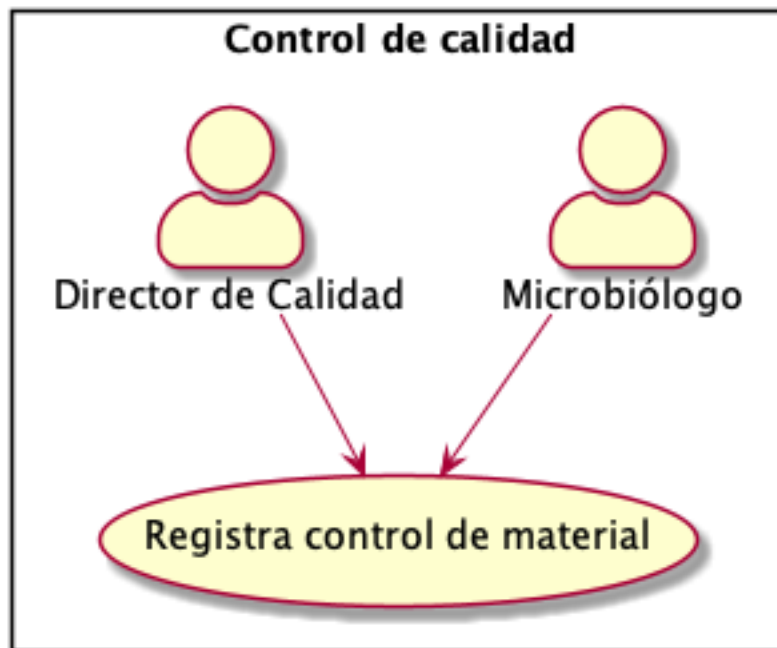 Control de calidad
Director de Calidad
Microbiólogo
Registra control de material